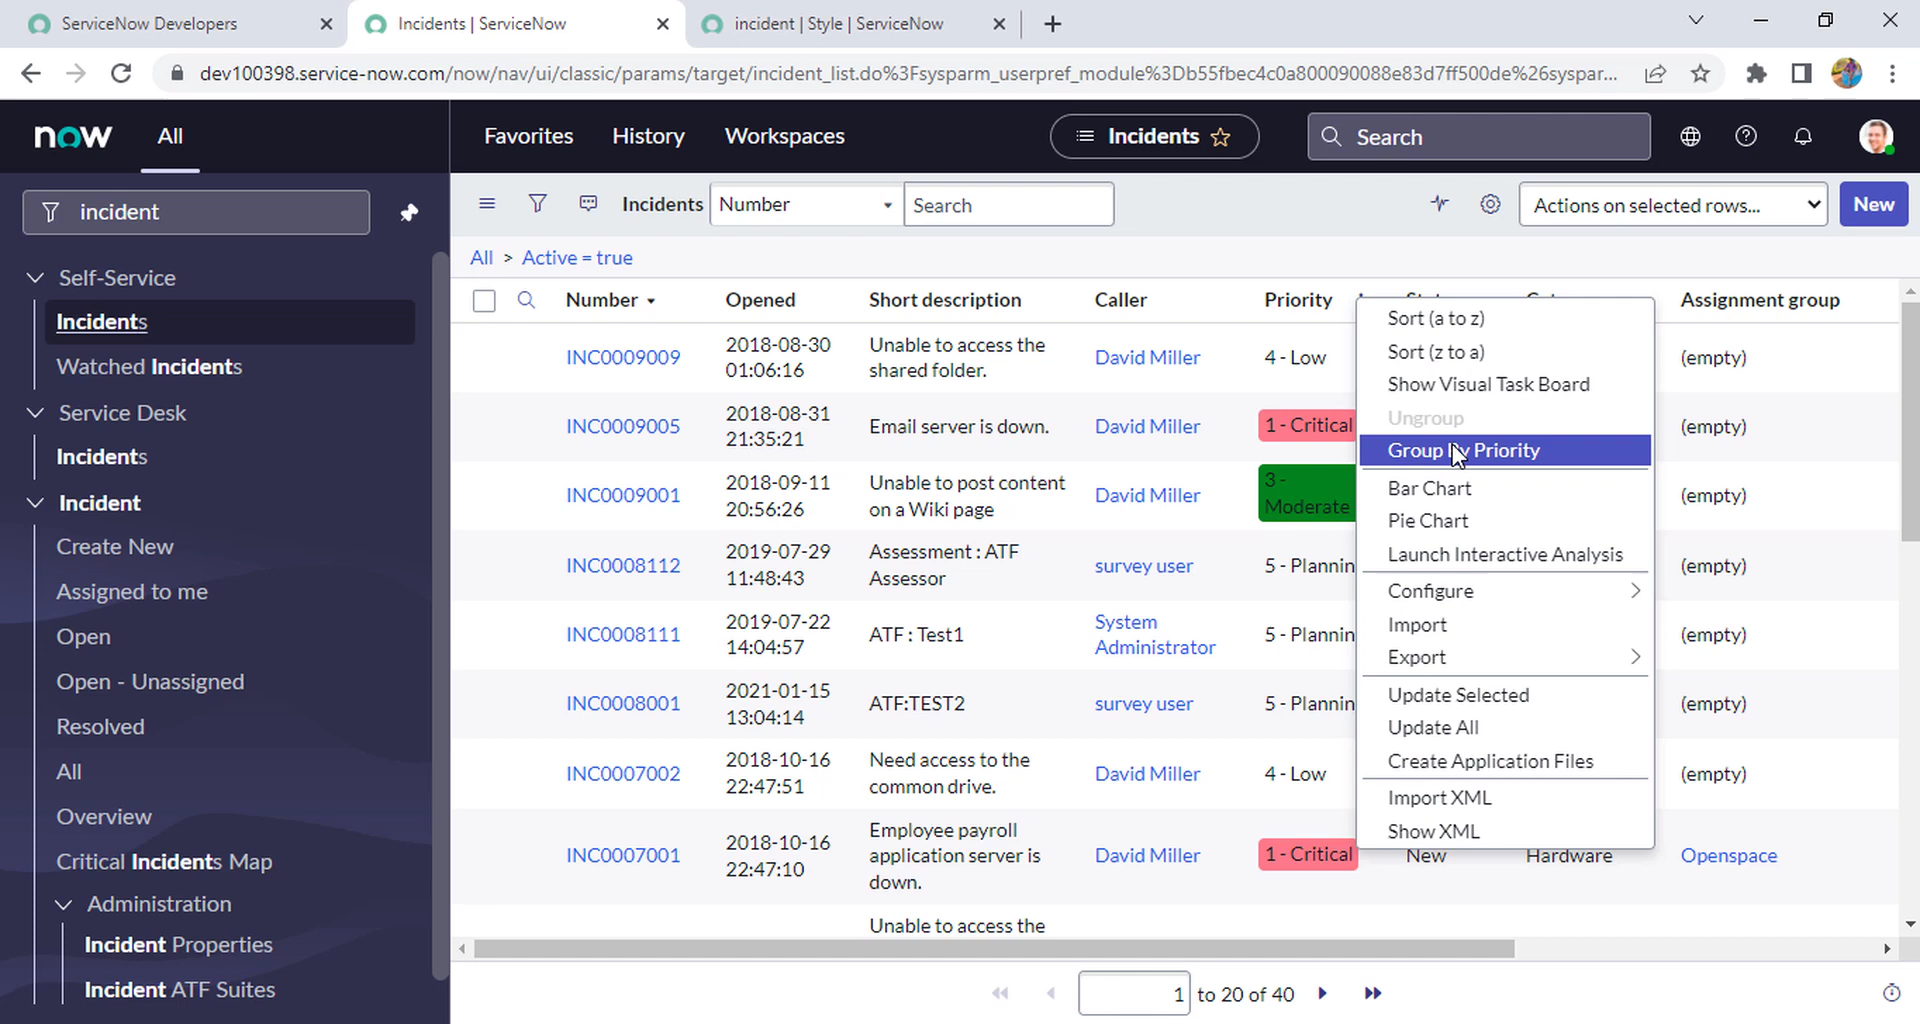 ServiceNow Developers
Incidents | ServiceNow
incident | Style | ServiceNow
dev100398.service-now.com/now/nav/ui/classic/params/target/incident_list.do%3Fsysparm_userpref_module%3Db55fbec4c0a800090088e83d7ff500de%26syspar...
now
All
Favorites
History
Workspaces
Incidents
Search
incident
Self-Service
Incidents
Watched Incidents
Service Desk
Incidents
Incident
Create New
Assigned to me
Open
Open - Unassigned
Resolved
All
Overview
Critical Incidents Map
Administration
Incident Properties
Incident ATF Suites
Incidents
Number
Search
Actions on selected rows...
New
All > Active = true
Number Opened Short description Caller Priority Assignment group
INC0009009 2018-08-30 01:06:16 Unable to access the shared folder. David Miller 4 - Low (empty)
INC0009005 2018-08-31 21:35:21 Email server is down. David Miller 1 - Critical (empty)
INC0009001 2018-09-11 20:56:26 Unable to post content on a Wiki page David Miller 3 - Moderate (empty)
INC0008112 2019-07-29 11:48:43 Assessment : ATF Assessor survey user 5 - Plannin (empty)
INC0008111 2019-07-22 14:04:57 ATF : Test1 System Administrator 5 - Plannin (empty)
INC0008001 2021-01-15 13:04:14 ATF:TEST2 survey user 5 - Plannin (empty)
INC0007002 2018-10-16 22:47:51 Need access to the common drive. David Miller 4 - Low (empty)
INC0007001 2018-10-16 22:47:10 Employee payroll application server is down. David Miller 1 - Critical New Hardware Openspace
Unable to access the
Sort (a to z)
Sort (z to a)
Show Visual Task Board
Ungroup
Group By Priority
Bar Chart
Pie Chart
Launch Interactive Analysis
Configure
Import
Export
Update Selected
Update All
Create Application Files
Import XML
Show XML
1 to 20 of 40